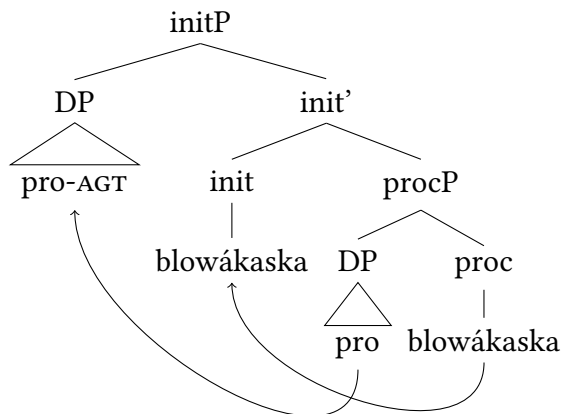 initP
DP init’
pro-AGT init procP
blowákaska DP proc
pro blowákaska